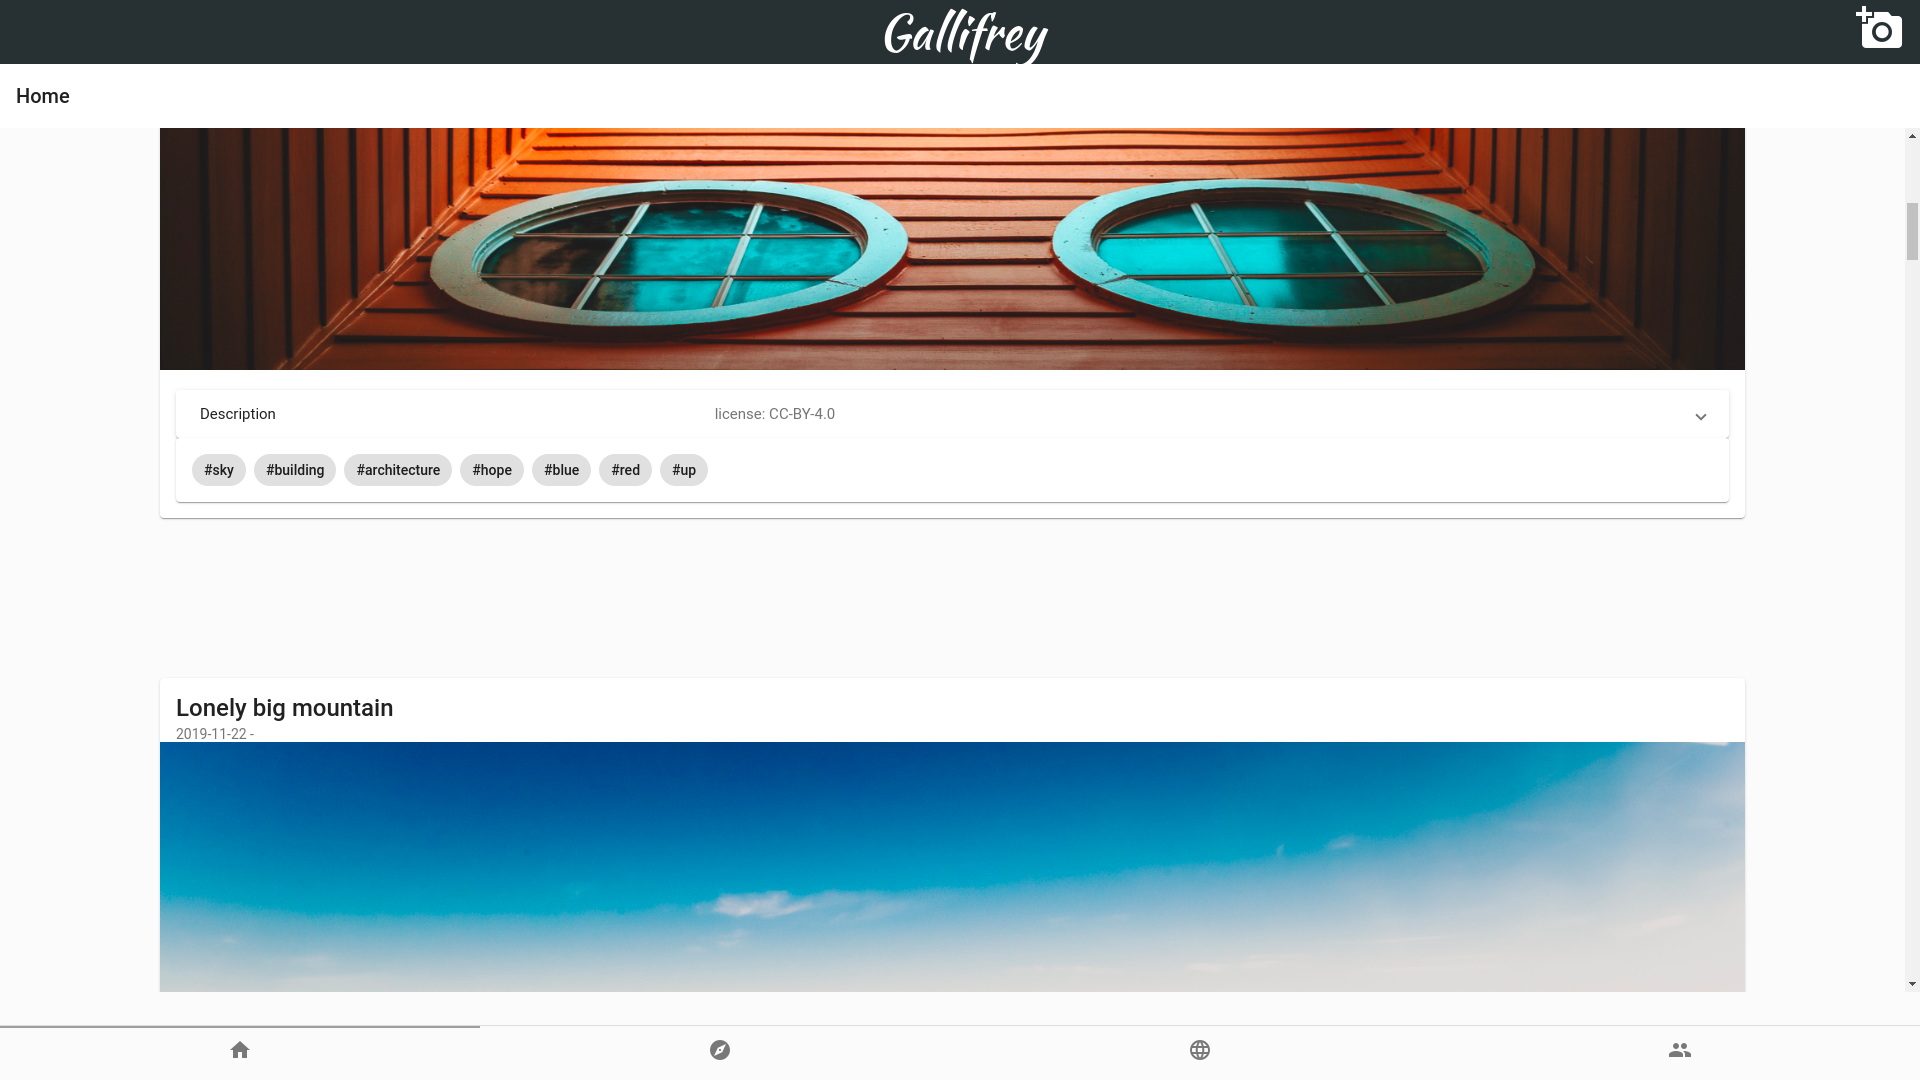 Gallifrey
Home
Description license: CC-BY-4.0
#sky #building #architecture #hope #blue #red #up
Lonely big mountain
2019-11-22 -